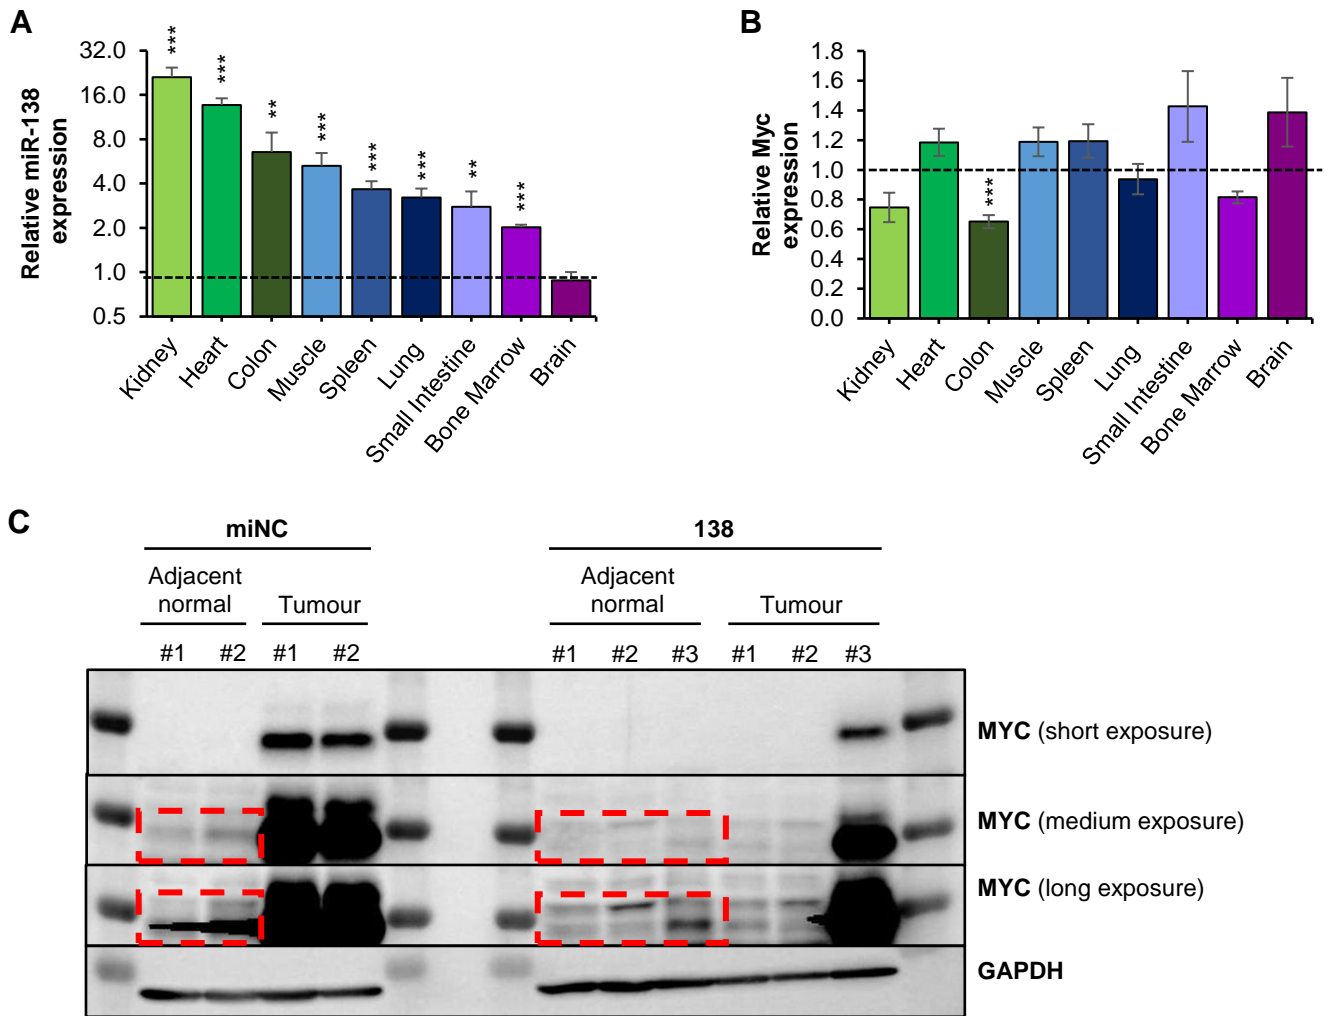 A
Relative miR-138
expression
32.0
16.0
8.0
4.0
2.0
1.0
0.5
***
***
**
***
***
***
**
***
Kidney
Heart
Colon
Muscle
Spleen
Lung
Small Intestine
Bone Marrow
Brain
B
Relative Myc
expression
1.8
1.6
1.4
1.2
1.0
0.8
0.6
0.4
0.2
0.0
***
Kidney
Heart
Colon
Muscle
Spleen
Lung
Small Intestine
Bone Marrow
Brain
C
miNC
138
Adjacent
normal
Tumour
Adjacent
normal
Tumour
#1 #2 #1 #2 #1 #2 #3 #1 #2 #3
MYC (short exposure)
MYC (medium exposure)
MYC (long exposure)
GAPDH